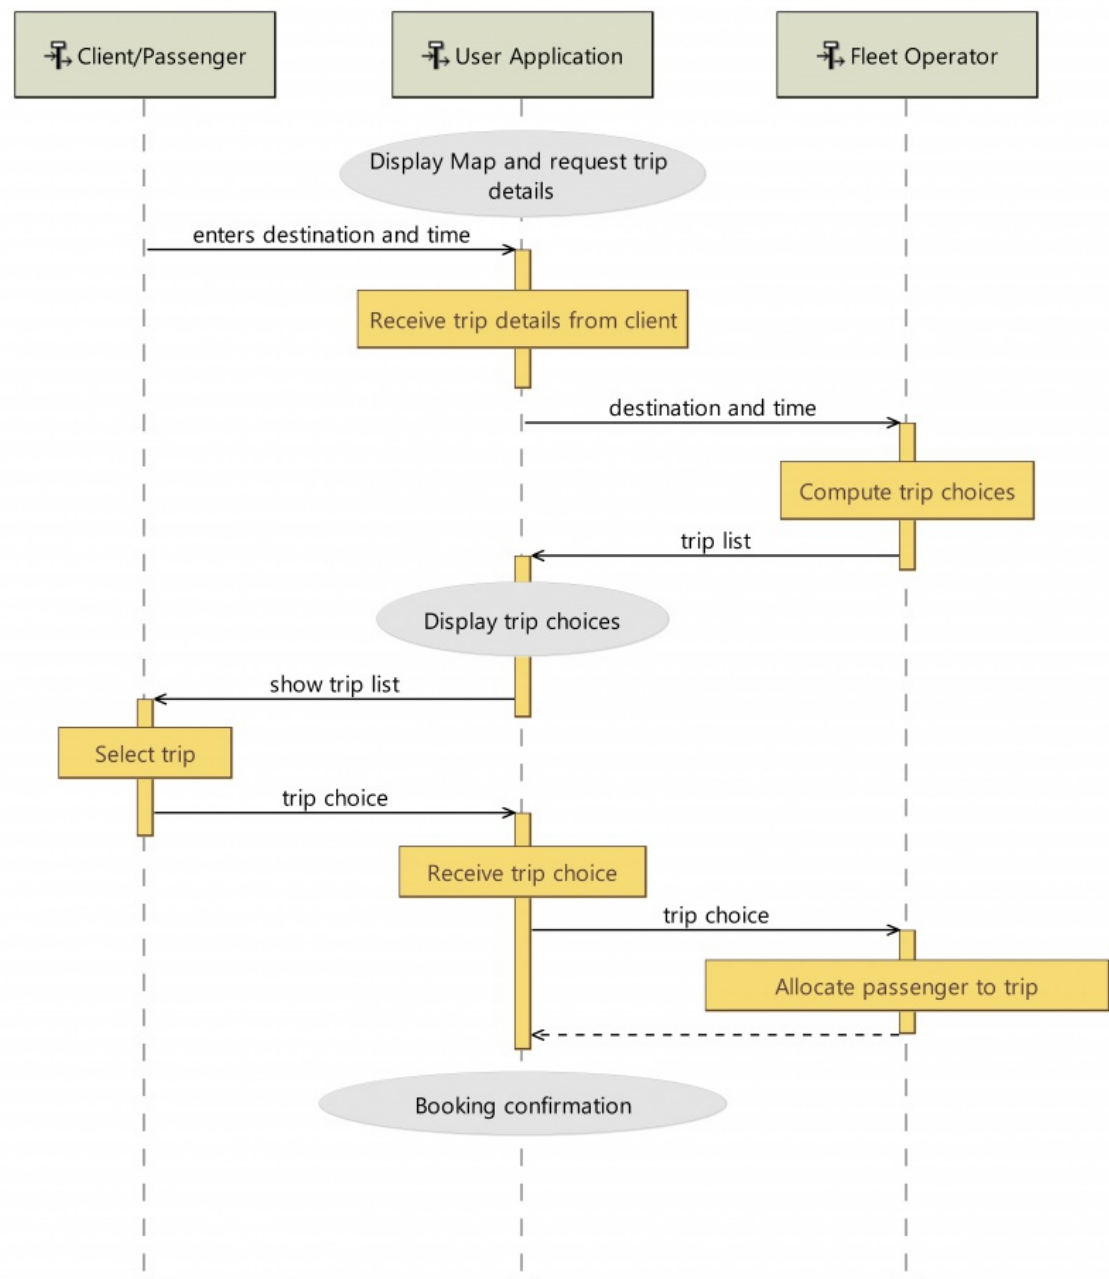 Client/Passenger
User Application
Fleet Operator
Display Map and request trip
details
enters destination and time
Receive trip details from client
destination and time
Compute trip choices
trip list
Display trip choices
show trip list
Select trip
trip choice
Receive trip choice
trip choice
Allocate passenger to trip
Booking confirmation